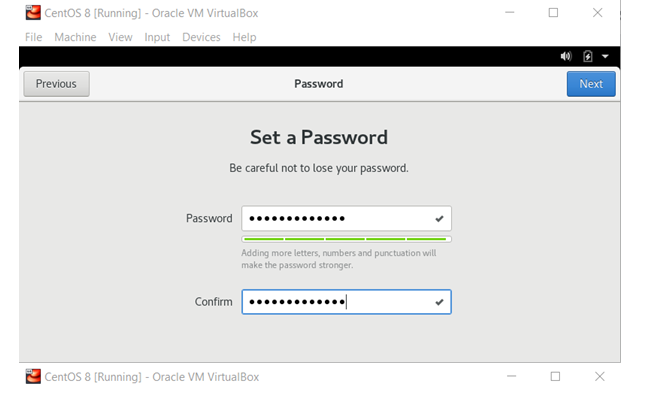 CentOS 8 [Running] - Oracle VM VirtualBox
File Machine View Input Devices Help
Previous Password Next
Set a Password
Be careful not to lose your password.
Password ●●●●●●●●●●●●●
Adding more letters, numbers and punctuation will
make the password stronger.
Confirm ●●●●●●●●●●●●●
CentOS 8 [Running] - Oracle VM VirtualBox